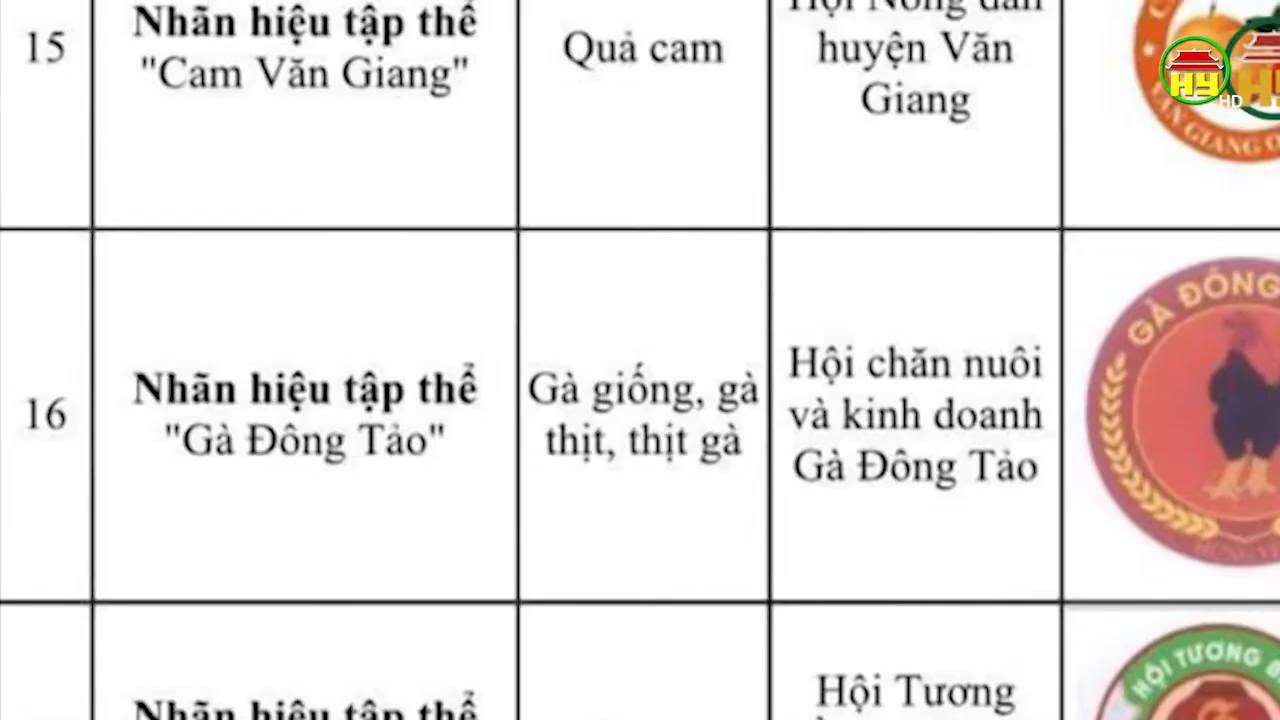 15
Nhãn hiệu tập thể
"Cam Văn Giang"
Quả cam
Hội Nông dân
huyện Văn
Giang
VĂN GIANG
HY
HD
16
Nhãn hiệu tập thể
"Gà Đông Tảo"
Gà giống, gà
thịt, thịt gà
Hội chăn nuôi
và kinh doanh
Gà Đông Tảo
GÀ ĐÔNG
Nhãn hiệu tập thể
Hội Tương
HỘI TƯƠNG